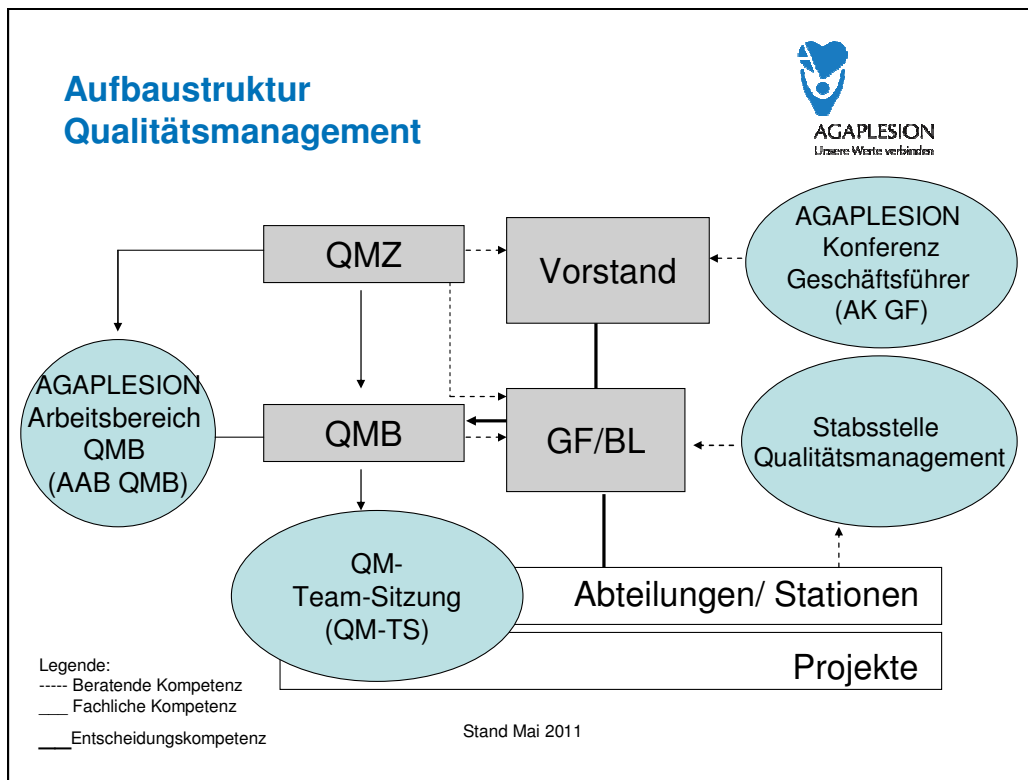 Aufbaustruktur
Qualitätsmanagement
AGAPLESION
Unsere Werte verbinden
QMZ
Vorstand
AGAPLESION
Konferenz
Geschäftsführer
(AK GF)
AGAPLESION
Arbeitsbereich
QMB
(AAB QMB)
QMB
GF/BL
Stabsstelle
Qualitätsmanagement
QM-
Team-Sitzung
(QM-TS)
Abteilungen/ Stationen
Projekte
Legende:
----- Beratende Kompetenz
___ Fachliche Kompetenz
___Entscheidungskompetenz
Stand Mai 2011